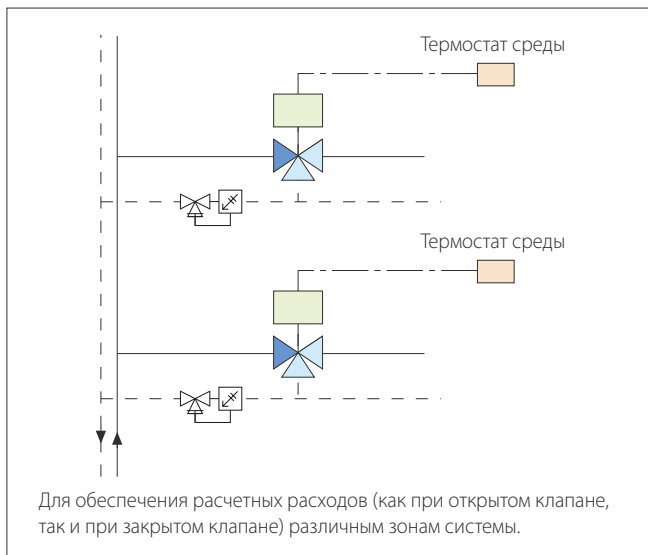 Термостат среды
Термостат среды
Для обеспечения расчетных расходов (как при открытом клапане,
так и при закрытом клапане) различным зонам системы.